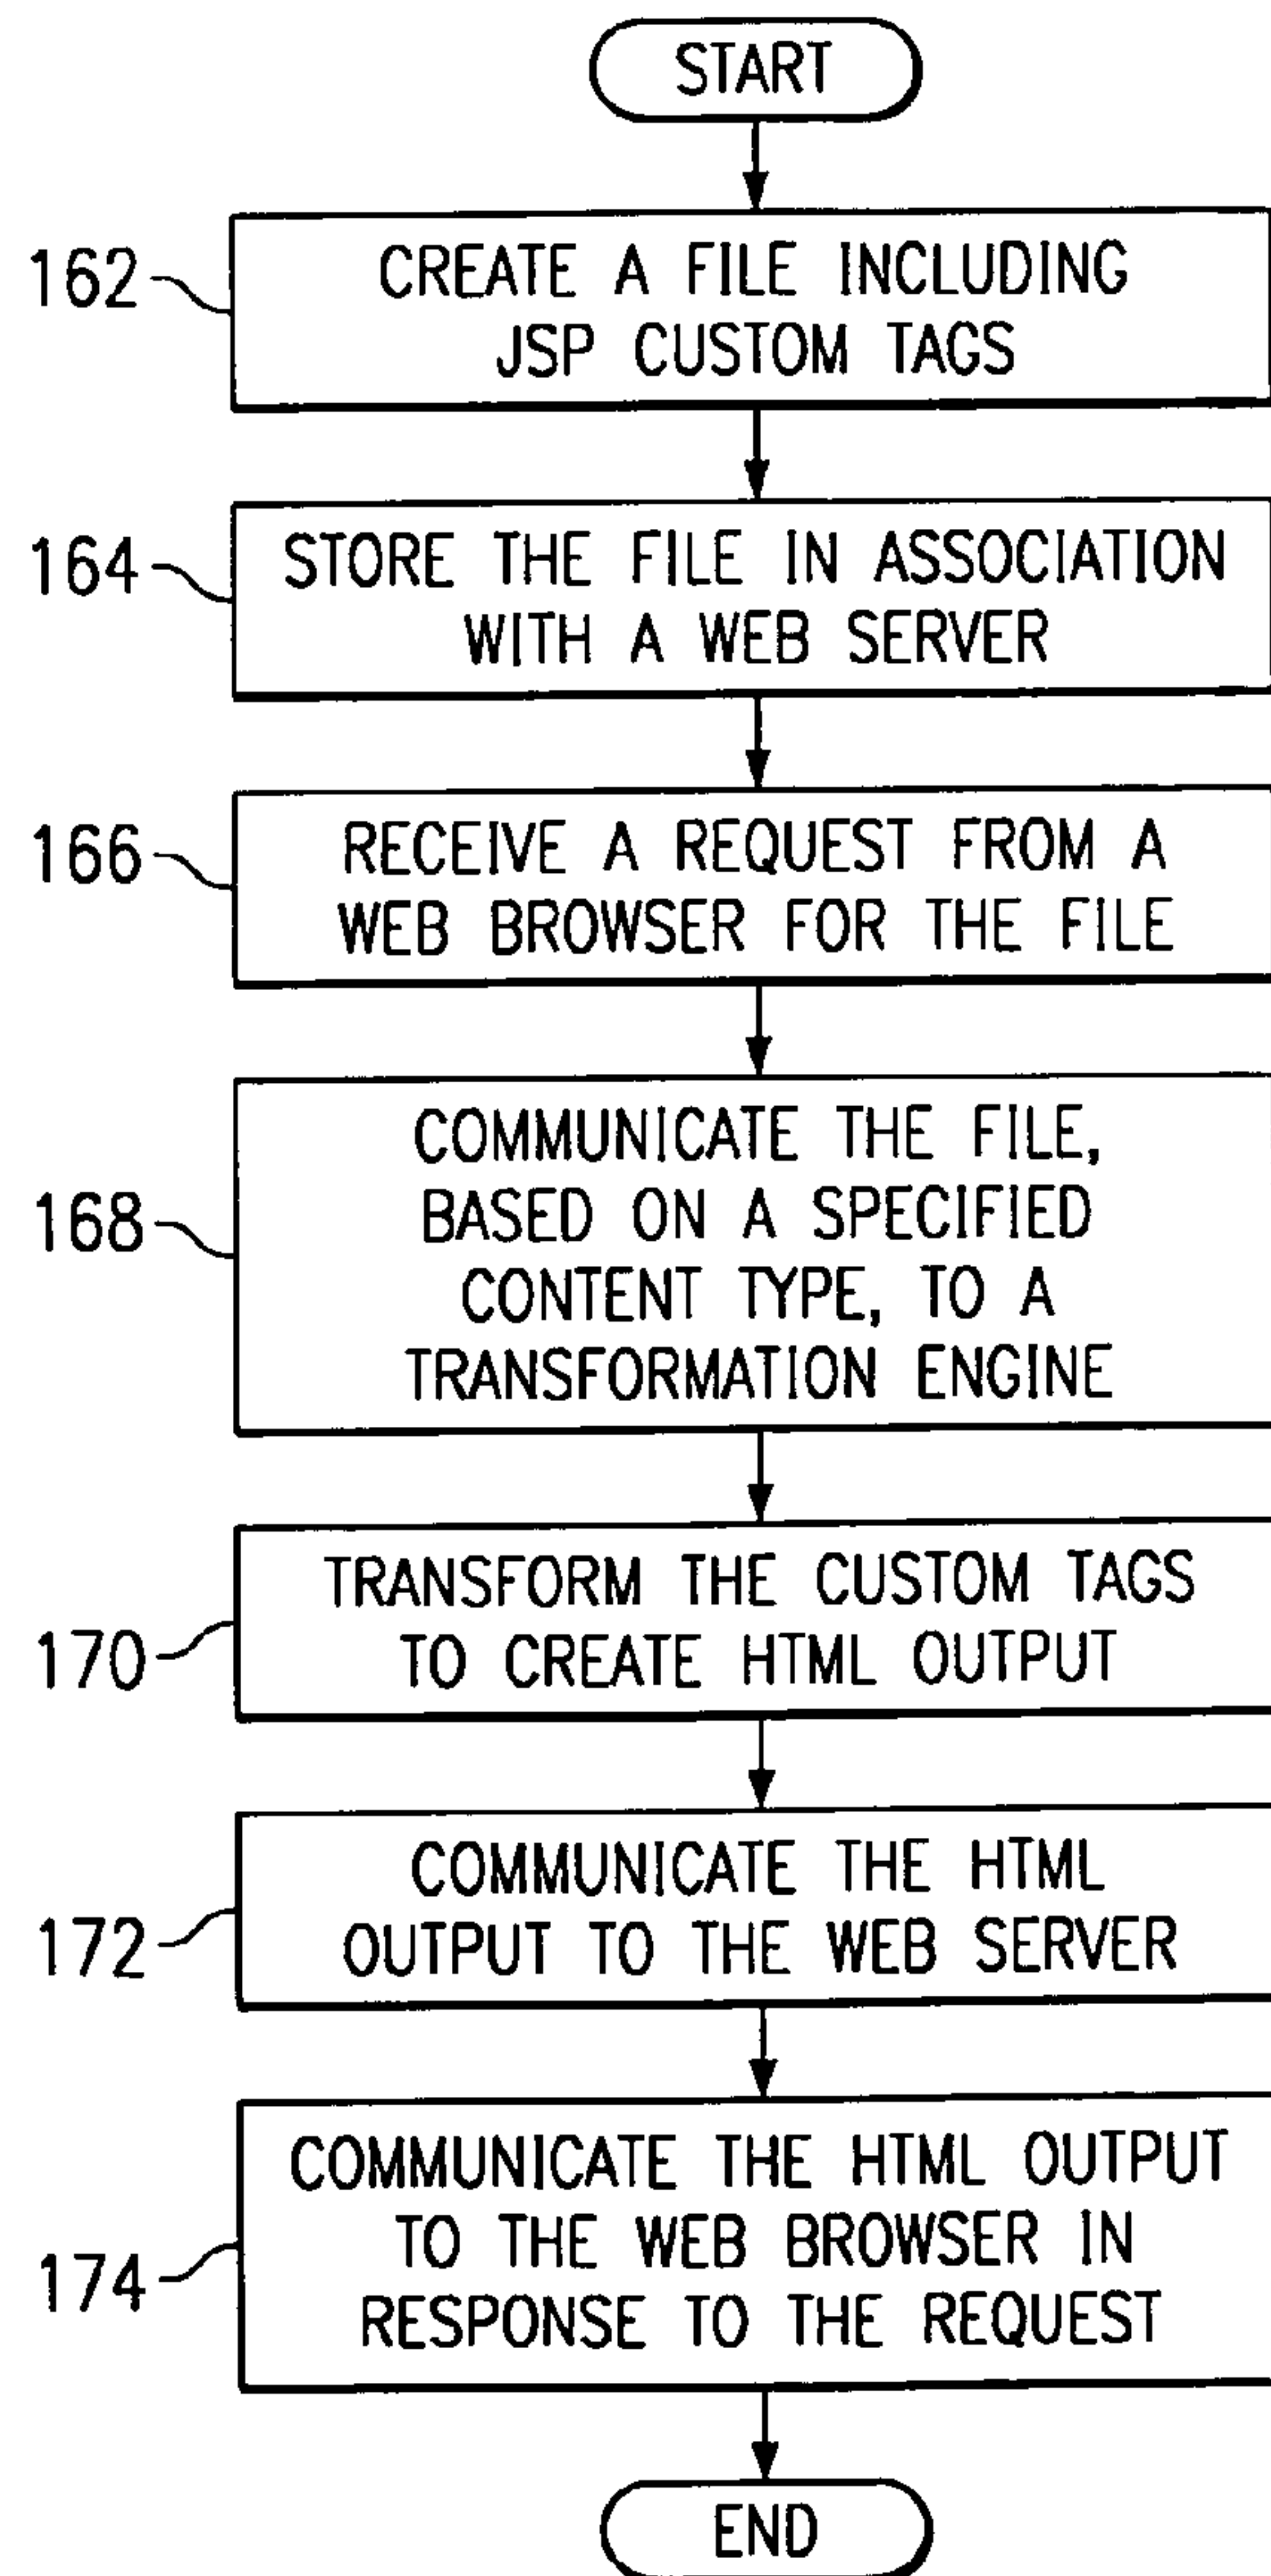 START
162
CREATE A FILE INCLUDING
JSP CUSTOM TAGS
164
STORE THE FILE IN ASSOCIATION
WITH A WEB SERVER
166
RECEIVE A REQUEST FROM A
WEB BROWSER FOR THE FILE
168
COMMUNICATE THE FILE,
BASED ON A SPECIFIED
CONTENT TYPE, TO A
TRANSFORMATION ENGINE
170
TRANSFORM THE CUSTOM TAGS
TO CREATE HTML OUTPUT
172
COMMUNICATE THE HTML
OUTPUT TO THE WEB SERVER
174
COMMUNICATE THE HTML OUTPUT
TO THE WEB BROWSER IN
RESPONSE TO THE REQUEST
END